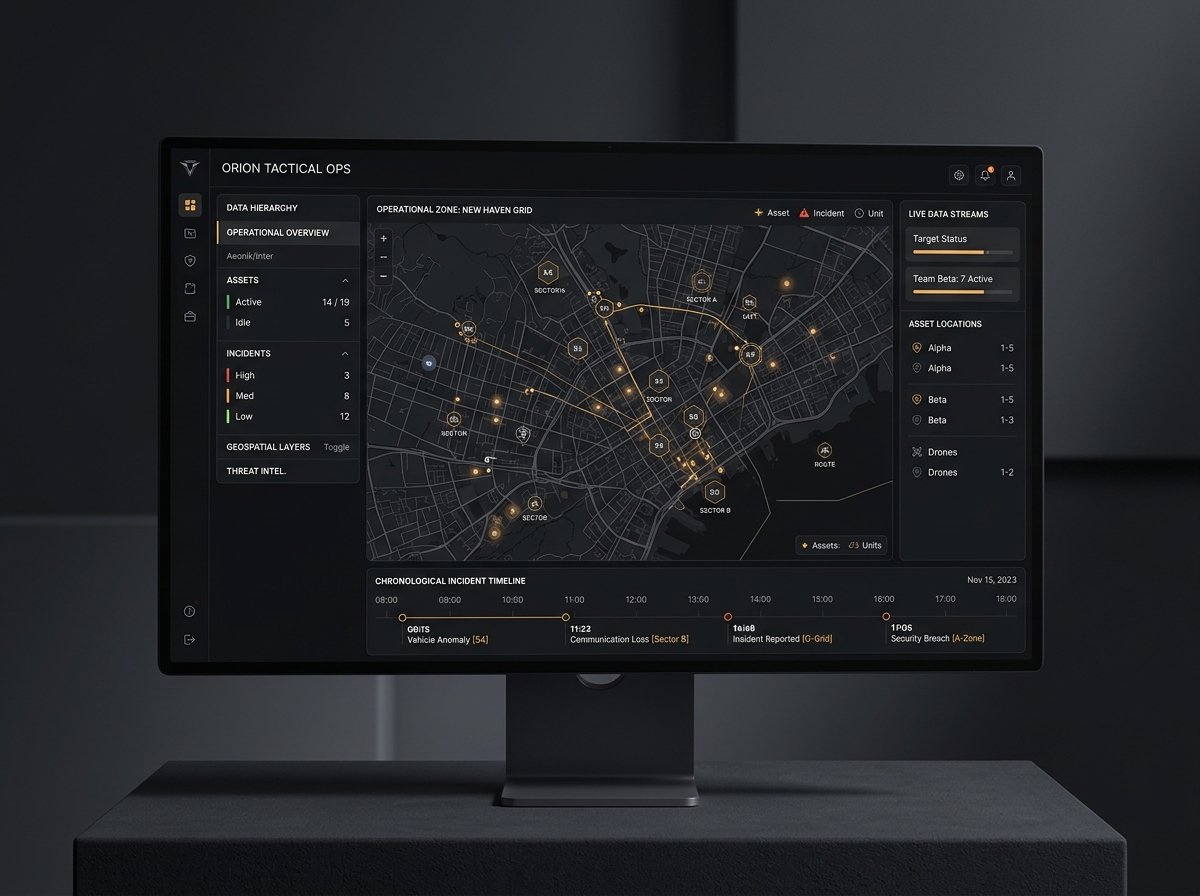 ORION TACTICAL OPS
DATA HIERARCHY
OPERATIONAL OVERVIEW
Aeonik/Inter
ASSETS
Active 14 / 19
Idle 5
INCIDENTS
High 3
Med 8
Low 12
GEOSPATIAL LAYERS Toggle
THREAT INTEL.
OPERATIONAL ZONE: NEW HAVEN GRID
Asset Incident Unit
SECTOR A
ROUTE
Assets: Units
LIVE DATA STREAMS
Target Status
Team Beta: 7 Active
ASSET LOCATIONS
Alpha 1-5
Alpha 1-5
Beta 1-5
Beta 1-3
Drones
Drones 1-2
CHRONOLOGICAL INCIDENT TIMELINE
Nov 15, 2023
08:00 08:00 10:00 11:00 12:00 13:00 14:00 15:00 16:00 17:00 18:00
11:22
Vehicie Anomaly [54]
Communication Loss [Sector 8]
Insident Reported [G-Grid]
Security Breach [A-Zone]